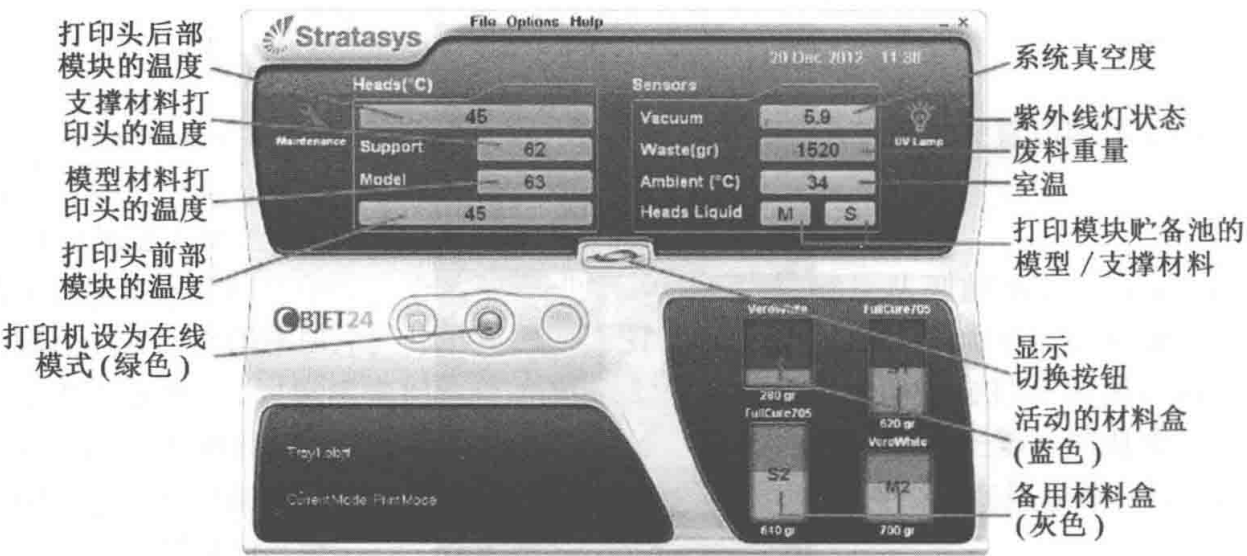 File Options Help
Stratasys
20 Dec 2012 11:38
Heads(°C)
45
Support 62
Model 63
45
Maintenance
Sensors
Vacuum 5.9
Waste(gr) 1520
Ambient (°C) 34
Heads Liquid M S
UV Lamp
打印头后部
模块的温度
支撑材料打
印头的温度
模型材料打
印头的温度
打印头前部
模块的温度
打印机设为在线
模式(绿色)
系统真空度
紫外线灯状态
废料重量
室温
打印模块贮备池的
模型/支撑材料
显示
切换按钮
活动的材料盒
(蓝色)
备用材料盒
(灰色)
OBJET24
VeroWhite
280 gr
FullCure705
S1
620 gr
FullCure705
S2
640 gr
VeroWhite
M2
700 gr
Current Mode: Print Mode